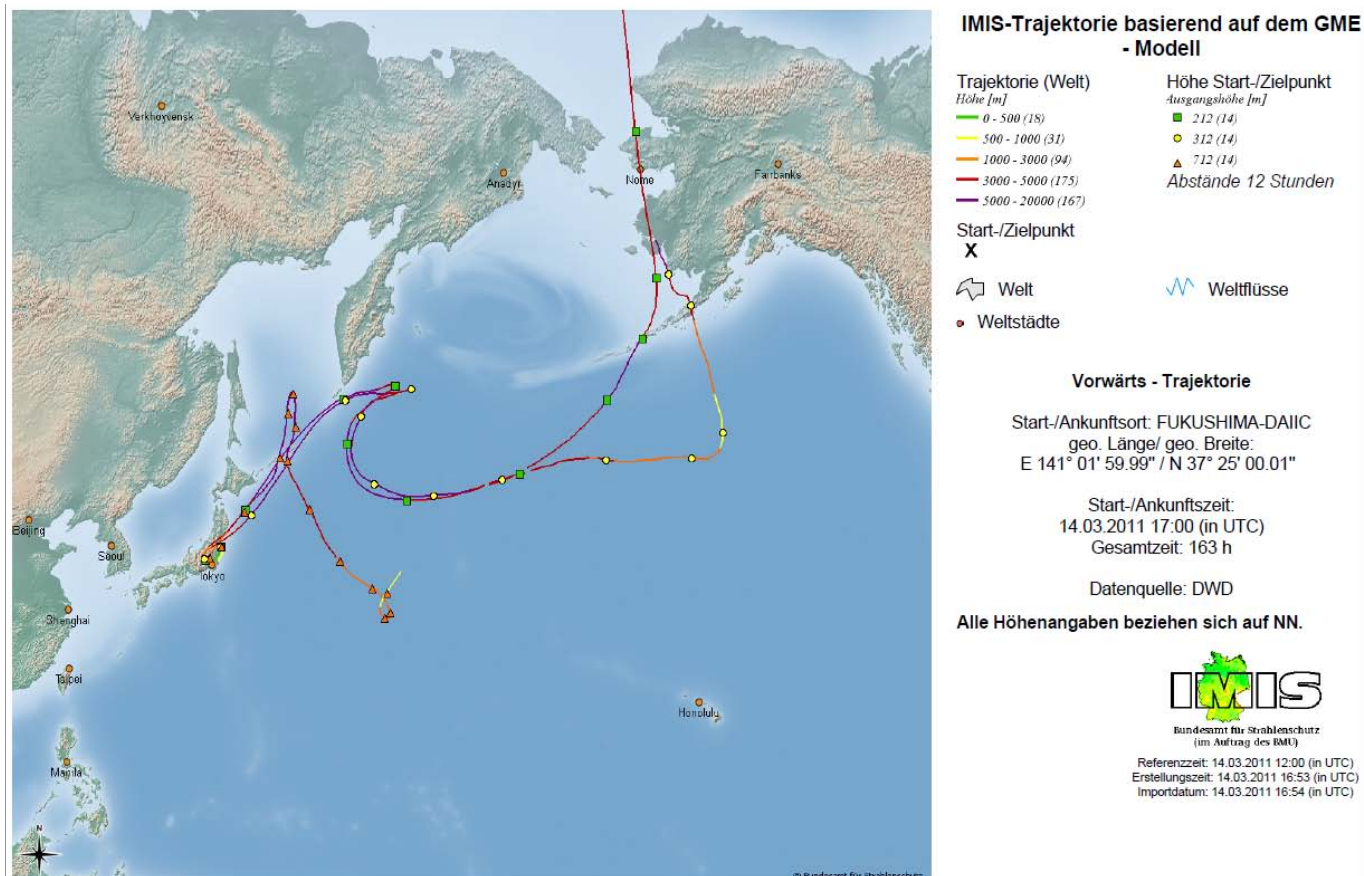 Verkhoyvensk
Anadyr
Nome
Fairbanks
Beijing
Seoul
Tokyo
Shanghai
Taipei
Honolulu
Manila
N
© Bundesamt für Strahlenschutz
IMIS-Trajektorie basierend auf dem GME
- Modell
Trajektorie (Welt)
Höhe [m]
0 - 500 (18)
500 - 1000 (31)
1000 - 3000 (94)
3000 - 5000 (175)
5000 - 20000 (167)
Höhe Start-/Zielpunkt
Ausgangshöhe [m]
212 (14)
312 (14)
712 (14)
Abstände 12 Stunden
Start-/Zielpunkt
X
Welt
Weltflüsse
Weltstädte
Vorwärts - Trajektorie
Start-/Ankunftsort: FUKUSHIMA-DAIIC
geo. Länge/ geo. Breite:
E 141° 01' 59.99" / N 37° 25' 00.01"
Start-/Ankunftszeit:
14.03.2011 17:00 (in UTC)
Gesamtzeit: 163 h
Datenquelle: DWD
Alle Höhenangaben beziehen sich auf NN.
IMIS
Bundesamt für Strahlenschutz
(im Auftrag des BMU)
Referenzzeit: 14.03.2011 12:00 (in UTC)
Erstellungszeit: 14.03.2011 16:53 (in UTC)
Importdatum: 14.03.2011 16:54 (in UTC)